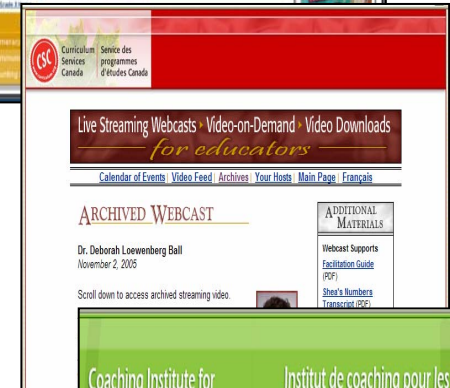 CSC
Curriculum Services Canada
Service des programmes d'études Canada
Live Streaming Webcasts • Video-on-Demand • Video Downloads
for educators
Calendar of Events | Video Feed | Archives | Your Hosts | Main Page | Français
ARCHIVED WEBCAST
Dr. Deborah Loewenberg Ball
November 2, 2005
Scroll down to access archived streaming video.
ADDITIONAL
MATERIALS
Webcast Supports
Facilitation Guide
(PDF)
Shea's Numbers
Transcript (PDF)
Coaching Institute for
Institut de coaching pour les